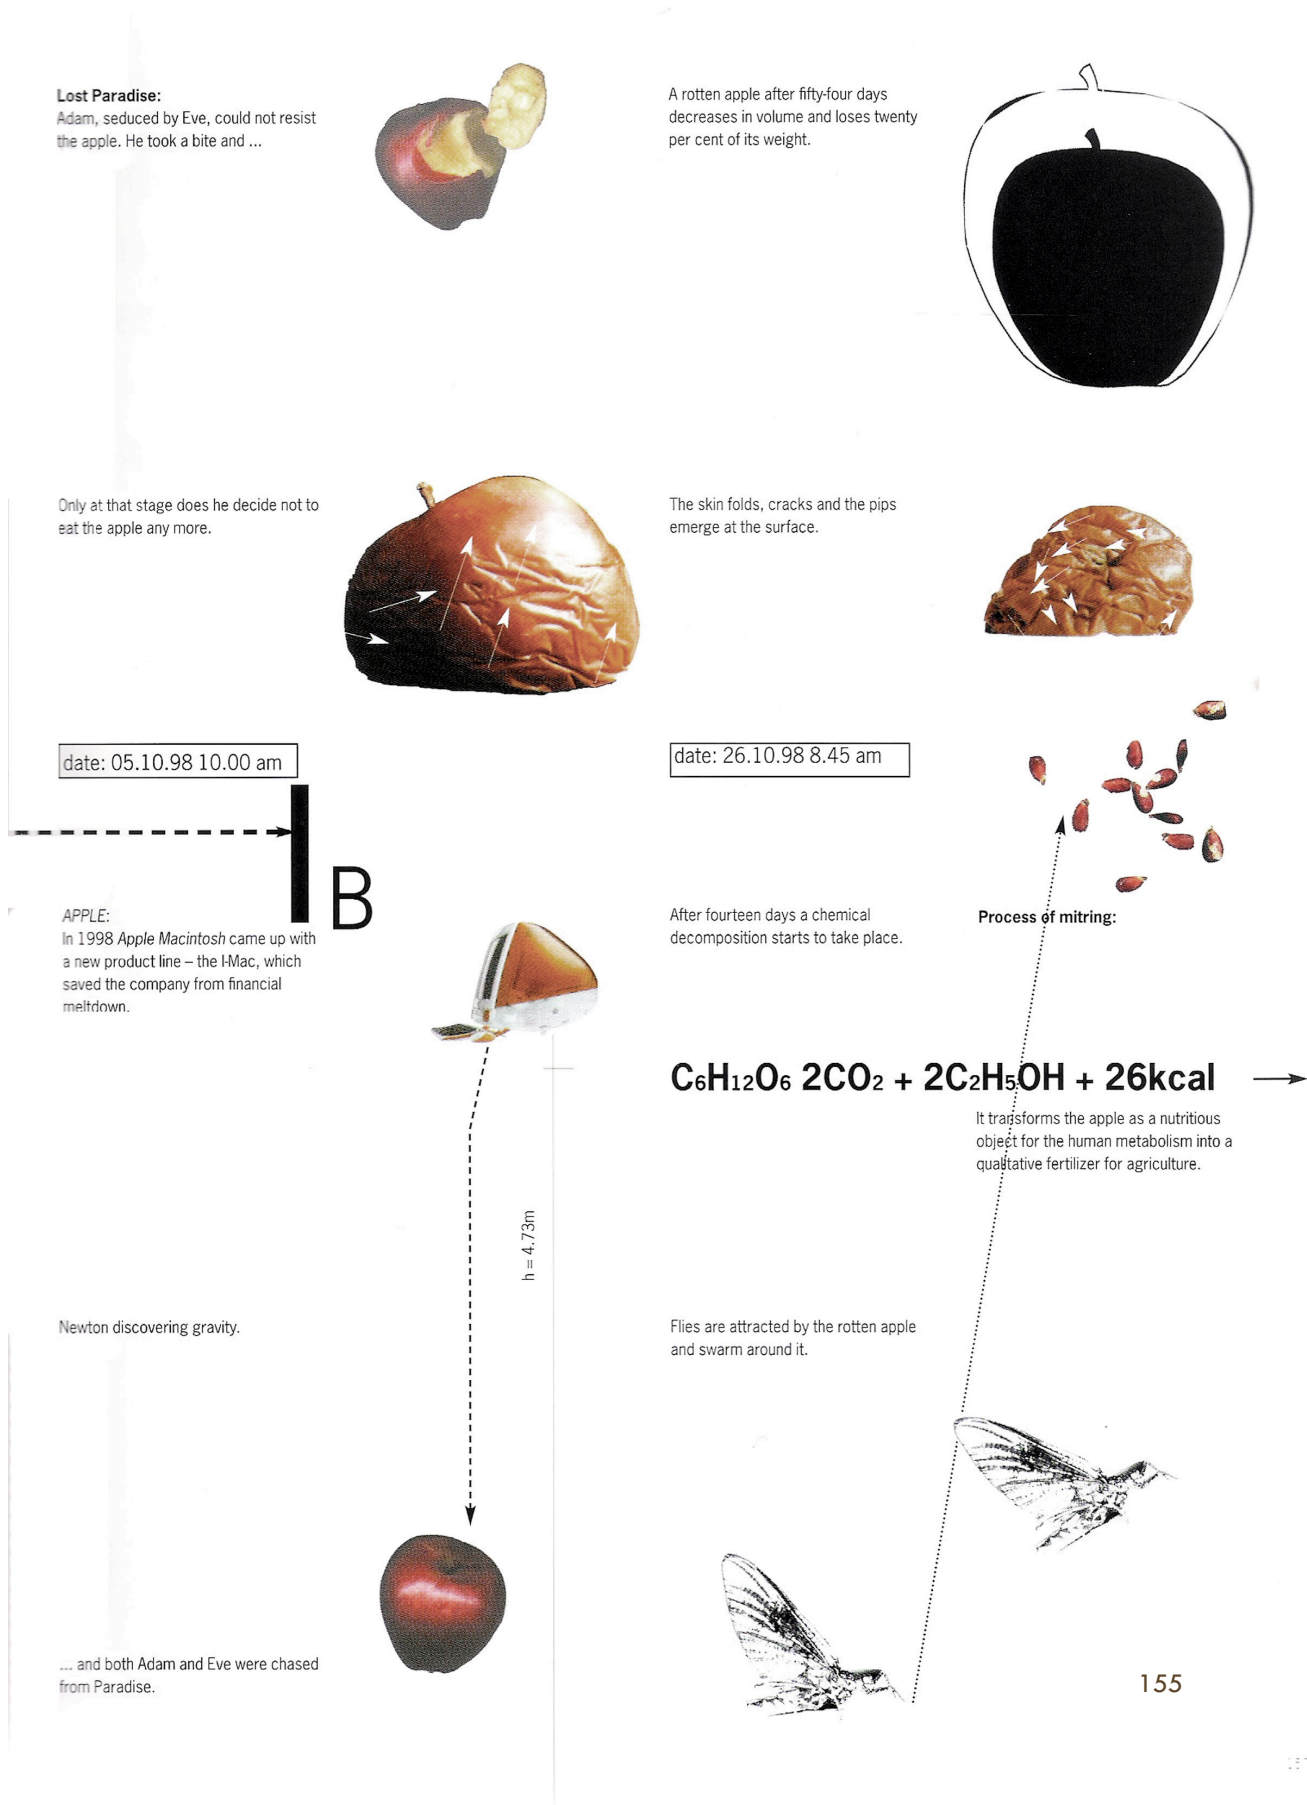 Lost Paradise:
Adam, seduced by Eve, could not resist
the apple. He took a bite and ...
A rotten apple after fifty-four days
decreases in volume and loses twenty
per cent of its weight.
Only at that stage does he decide not to
eat the apple any more.
The skin folds, cracks and the pips
emerge at the surface.
date: 05.10.98 10.00 am
date: 26.10.98 8.45 am
B
APPLE:
In 1998 Apple Macintosh came up with
a new product line – the I-Mac, which
saved the company from financial
meltdown.
After fourteen days a chemical
decomposition starts to take place.
Process of mitring:
C6H12O6 2CO2 + 2C2H5OH + 26kcal
It transforms the apple as a nutritious
object for the human metabolism into a
qualitative fertilizer for agriculture.
h = 4.73m
Newton discovering gravity.
Flies are attracted by the rotten apple
and swarm around it.
... and both Adam and Eve were chased
from Paradise.
155